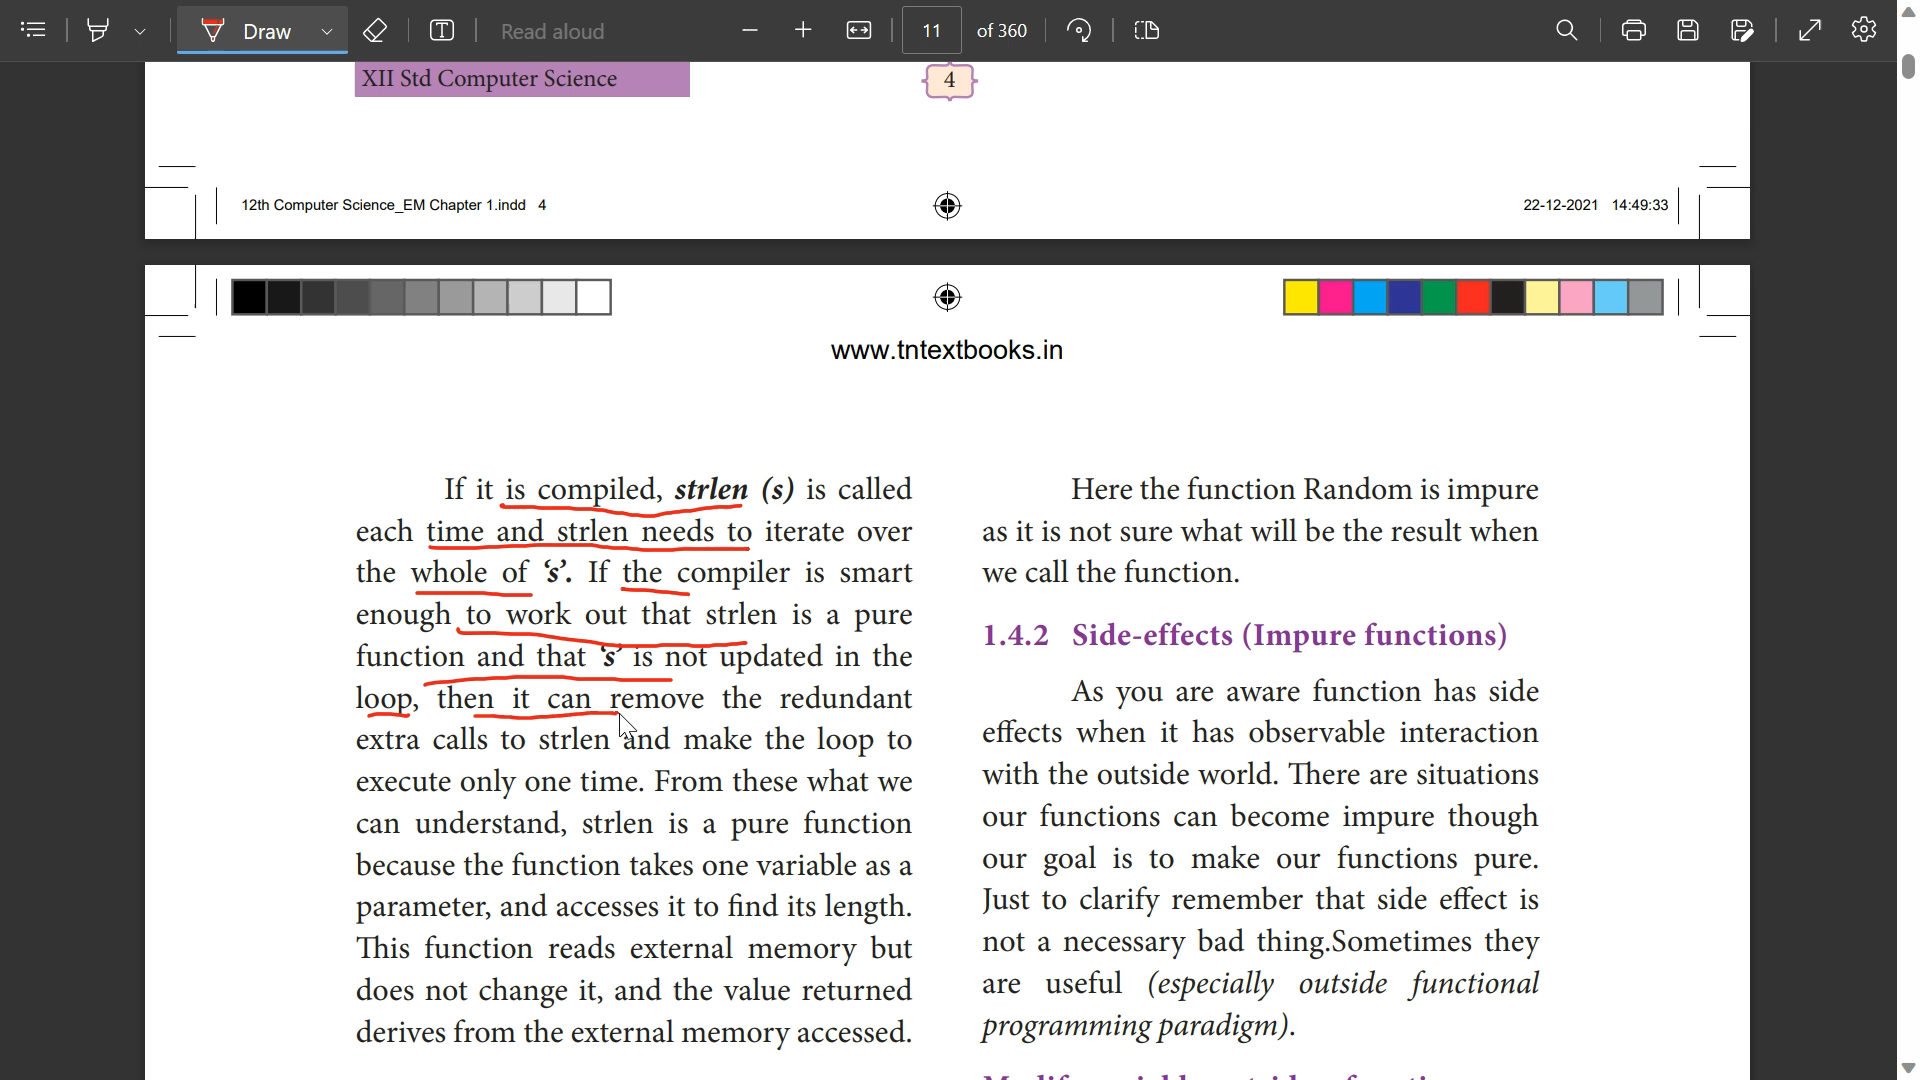 Draw
Read aloud
11 of 360
XII Std Computer Science
4
12th Computer Science_EM Chapter 1.indd 4
22-12-2021 14:49:33
www.tntextbooks.in
If it is compiled, strlen (s) is called
each time and strlen needs to iterate over
the whole of ‘s’. If the compiler is smart
enough to work out that strlen is a pure
function and that ‘s’ is not updated in the
loop, then it can remove the redundant
extra calls to strlen and make the loop to
execute only one time. From these what we
can understand, strlen is a pure function
because the function takes one variable as a
parameter, and accesses it to find its length.
This function reads external memory but
does not change it, and the value returned
derives from the external memory accessed.
Here the function Random is impure
as it is not sure what will be the result when
we call the function.
1.4.2 Side-effects (Impure functions)
As you are aware function has side
effects when it has observable interaction
with the outside world. There are situations
our functions can become impure though
our goal is to make our functions pure.
Just to clarify remember that side effect is
not a necessary bad thing.Sometimes they
are useful (especially outside functional
programming paradigm).